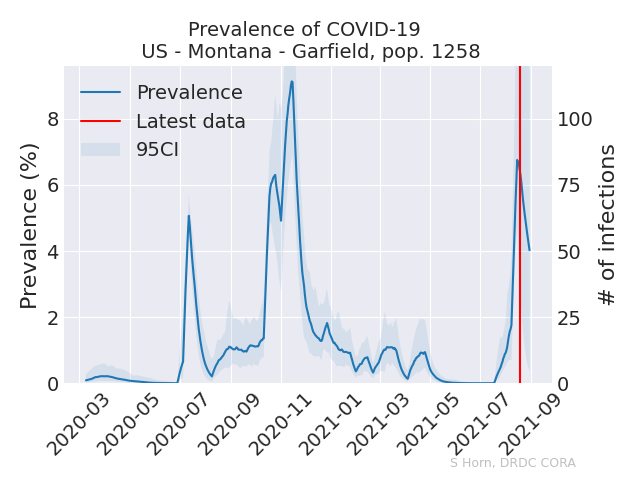 Prevalence of COVID-19
US - Montana - Garfield, pop. 1258
Prevalence
Latest data
95CI
Prevalence (%)
8
6
4
2
0
# of infections
100
75
50
25
0
2020-03
2020-05
2020-07
2020-09
2020-11
2021-01
2021-03
2021-05
2021-07
2021-09
S Horn, DRDC CORA